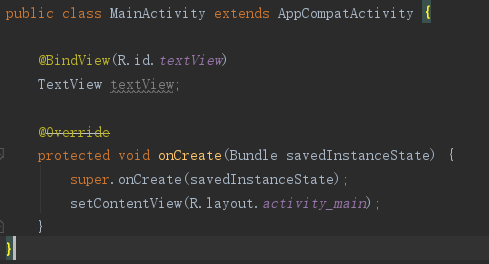 public class MainActivity extends AppCompatActivity {
@BindView(R.id.textView)
TextView textView;
@Override
protected void onCreate(Bundle savedInstanceState) {
super.onCreate(savedInstanceState);
setContentView(R.layout.activity_main);
}
}